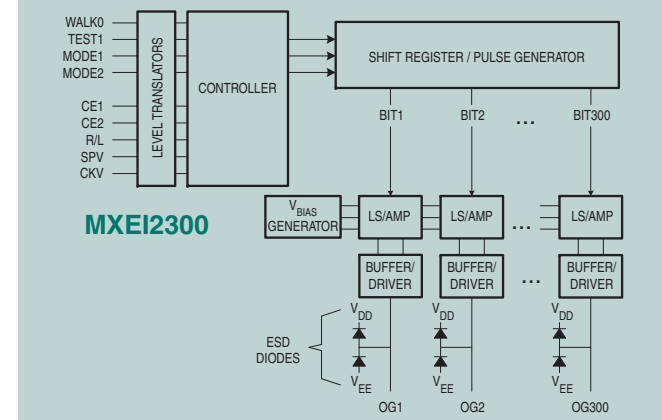 WALK0
TEST1
MODE1
MODE2
CE1
CE2
R/L
SPV
CKV
LEVEL TRANSLATORS
CONTROLLER
SHIFT REGISTER / PULSE GENERATOR
BIT1 BIT2 ... BIT300
MXEI2300
VBIAS
GENERATOR
LS/AMP LS/AMP ... LS/AMP
BUFFER/ BUFFER/ ... BUFFER/
DRIVER DRIVER DRIVER
VDD VDD VDD
ESD
DIODES
VEE VEE VEE
OG1 OG2 OG300